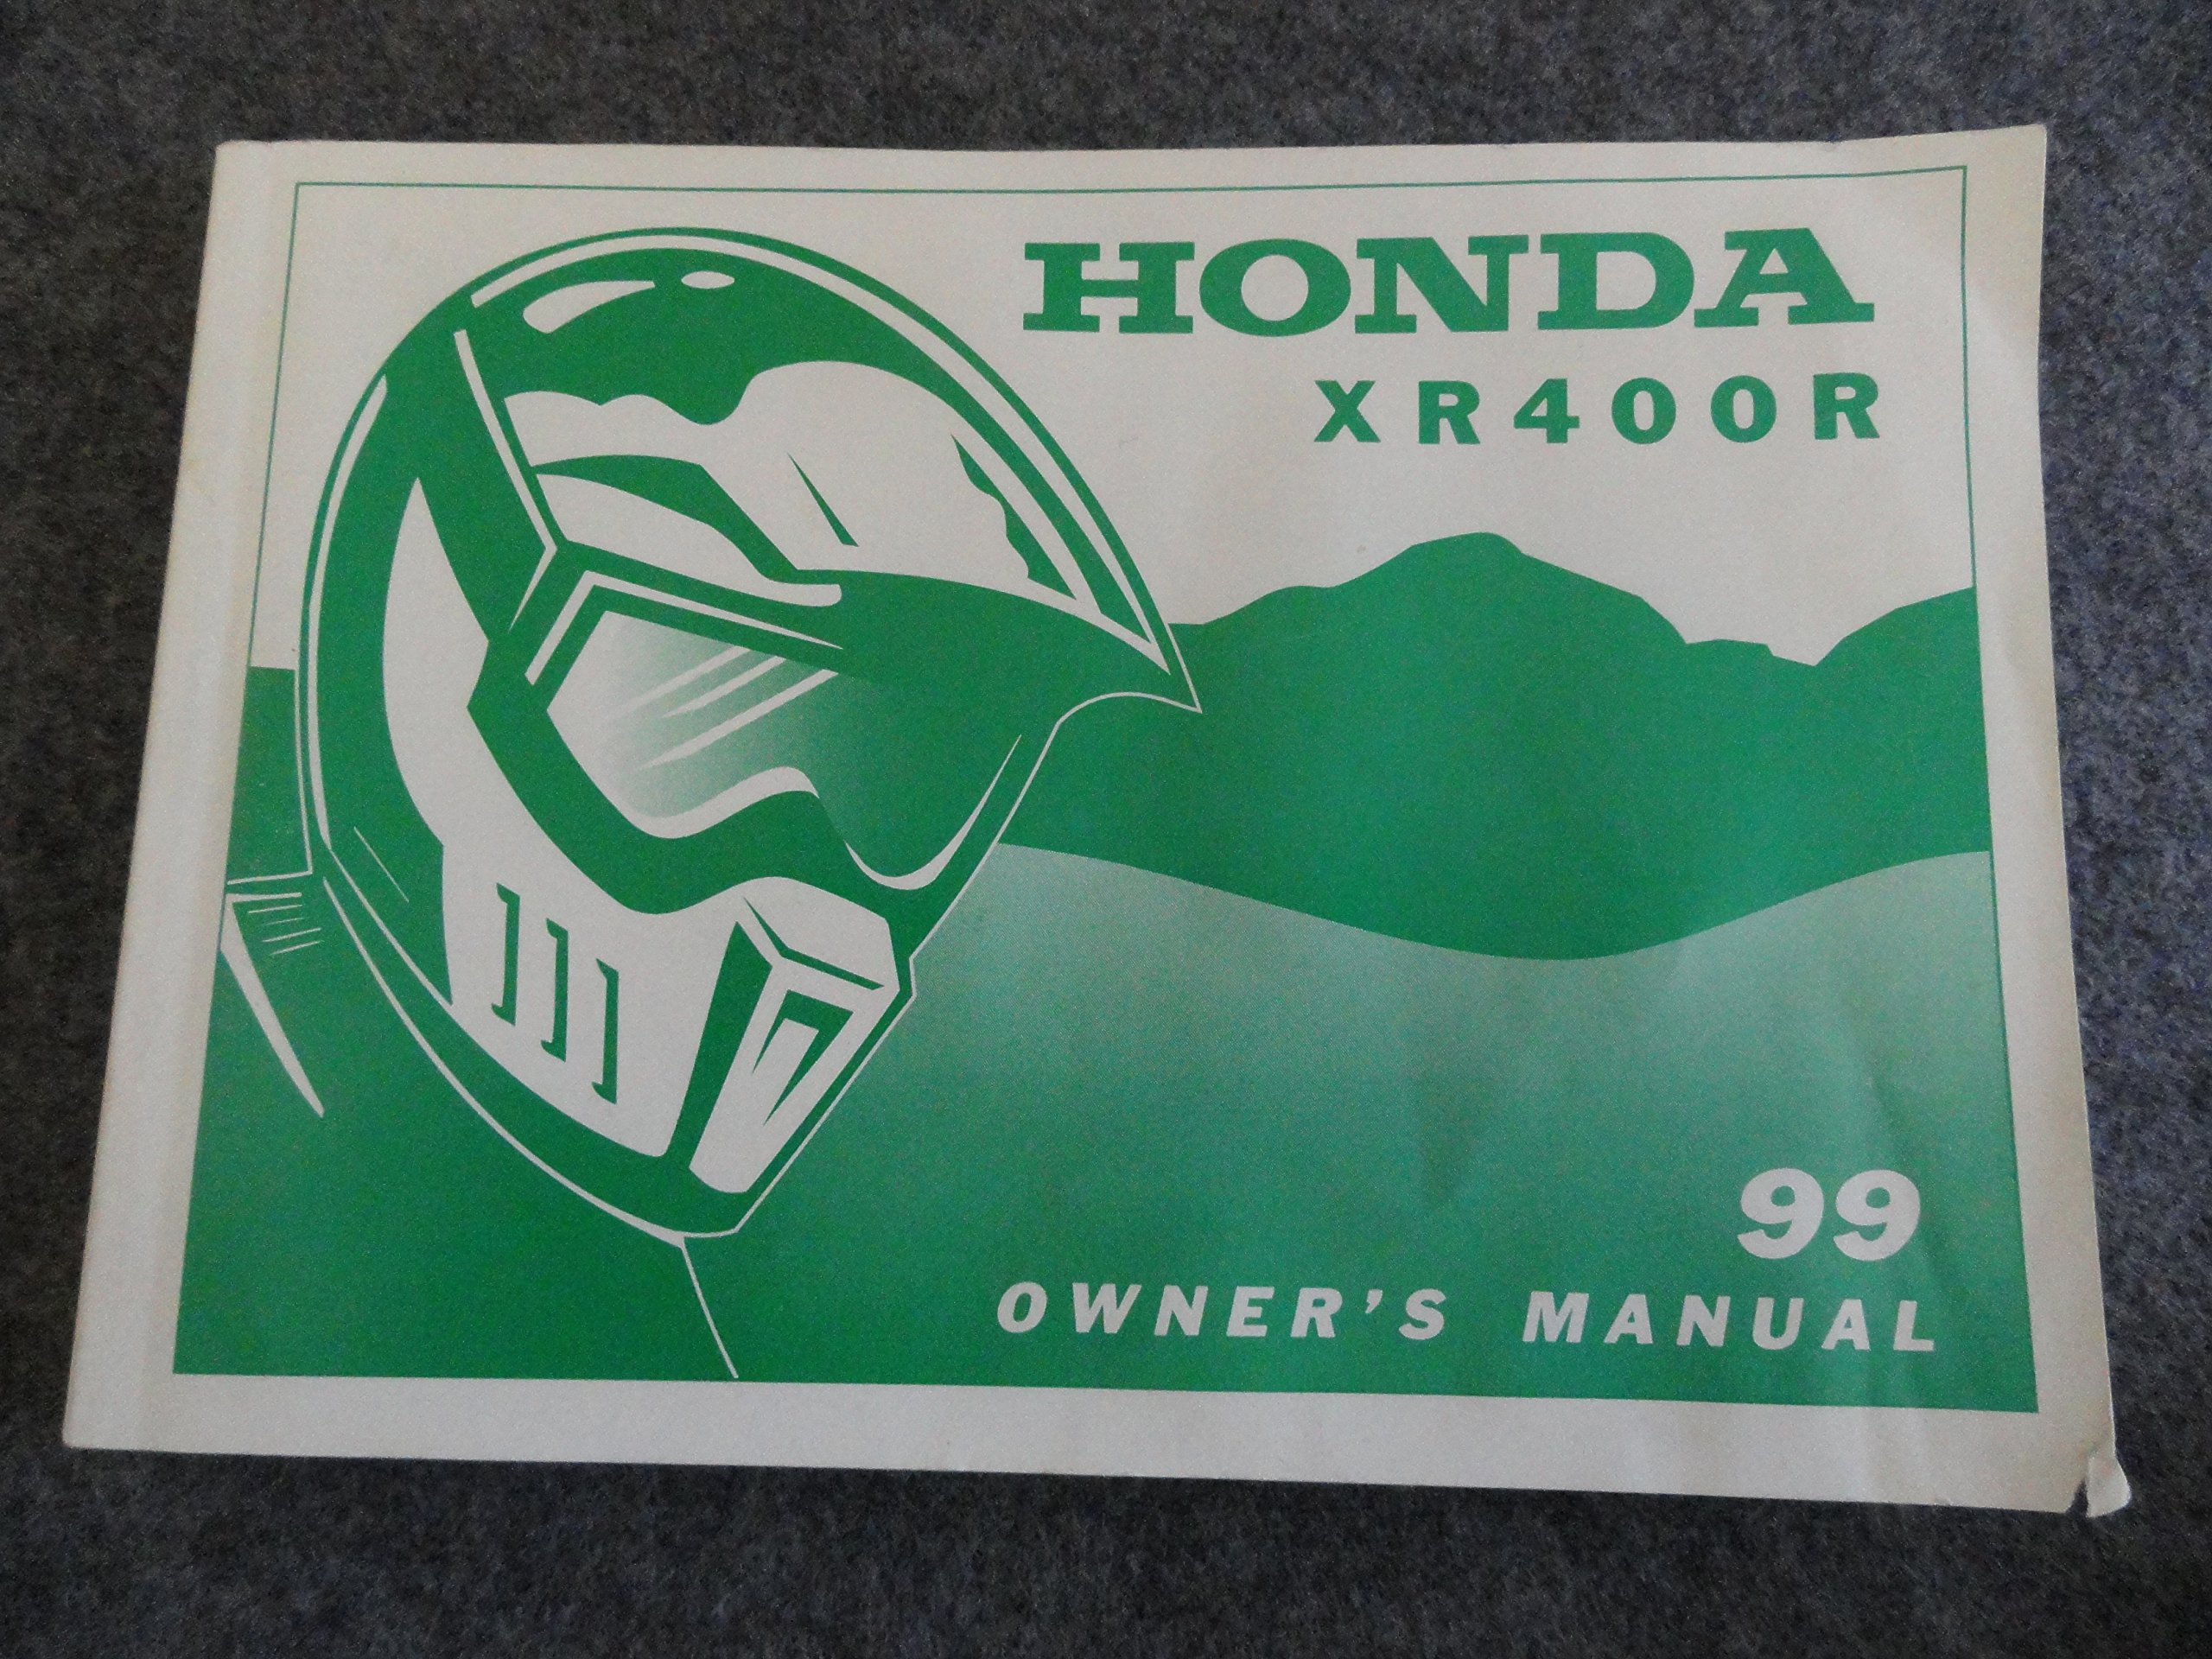 HONDA
XR400R
99
OWNER'S MANUAL